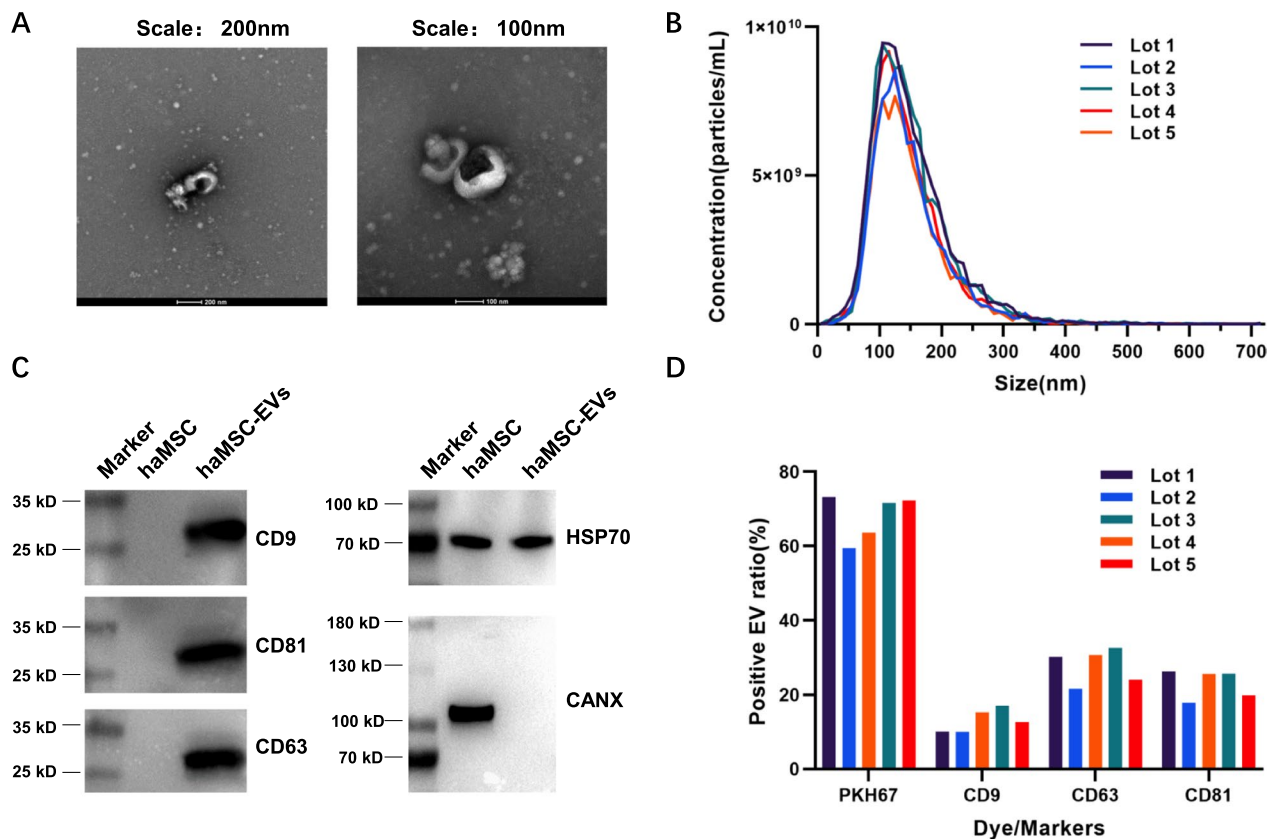 A
Scale： 200nm
Scale： 100nm
200 nm
100 nm
B
Concentration(particles/mL)
1×10¹⁰
5×10⁹
0
0 100 200 300 400 500 600 700
Size(nm)
Lot 1
Lot 2
Lot 3
Lot 4
Lot 5
C
Marker
haMSC
haMSC-EVs
35 kD
25 kD
CD9
35 kD
25 kD
CD81
35 kD
25 kD
CD63
Marker
haMSC
haMSC-EVs
100 kD
70 kD
HSP70
180 kD
130 kD
100 kD
70 kD
CANX
D
Positive EV ratio(%)
80
60
40
20
0
PKH67 CD9 CD63 CD81
Dye/Markers
Lot 1
Lot 2
Lot 3
Lot 4
Lot 5